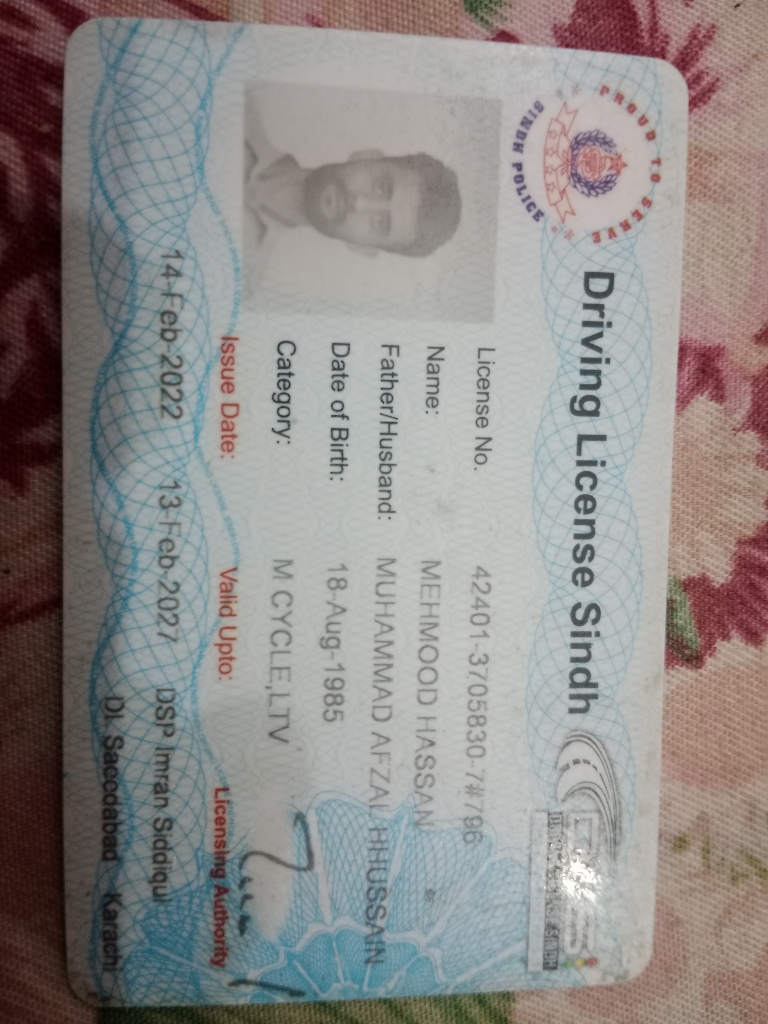 PROUD TO SERVE
SINDH POLICE
Driving License Sindh
License No. 42401-3705830-7#796
Name: MEHMOOD HASSAN
Father/Husband: MUHAMMAD AFZAL HHUSSAIN
Date of Birth: 18-Aug-1985
Category: M CYCLE,LTV
Issue Date: Valid Upto: Licensing Authority
14-Feb-2022 13-Feb-2027 DSP Imran Siddiqui
DL Saeedabad Karachi